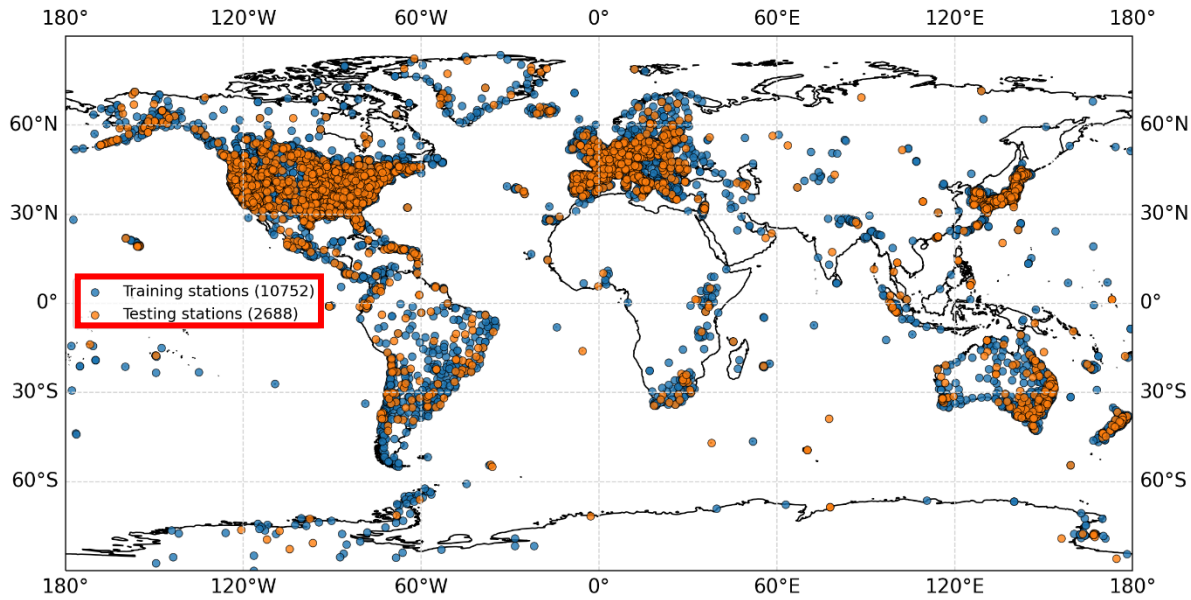 180° 120°W 60°W 0° 60°E 120°E 180°
60°N 60°N
30°N 30°N
Training stations (10752)
0° 0°
Testing stations (2688)
30°S 30°S
60°S 60°S
180° 120°W 60°W 0° 60°E 120°E 180°